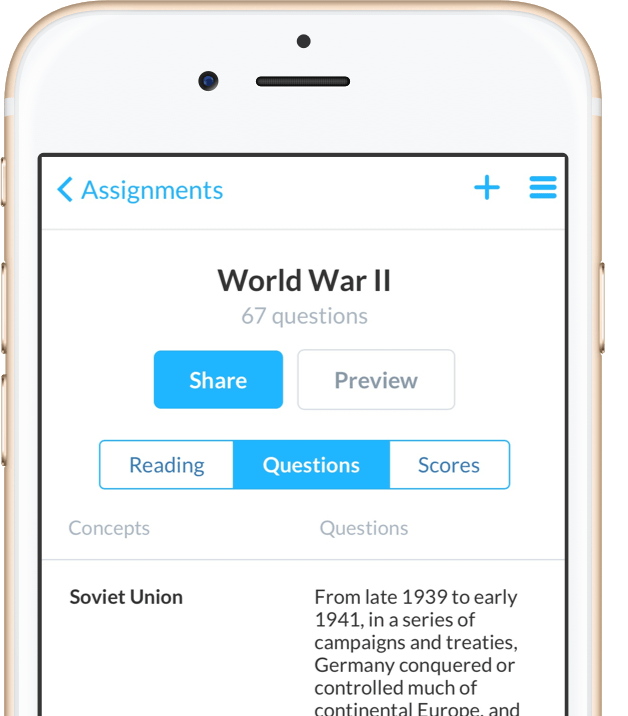 Assignments
World War II
67 questions
Share Preview
Reading Questions Scores
Concepts Questions
Soviet Union
From late 1939 to early
1941, in a series of
campaigns and treaties,
Germany conquered or
controlled much of
continental Europe, and